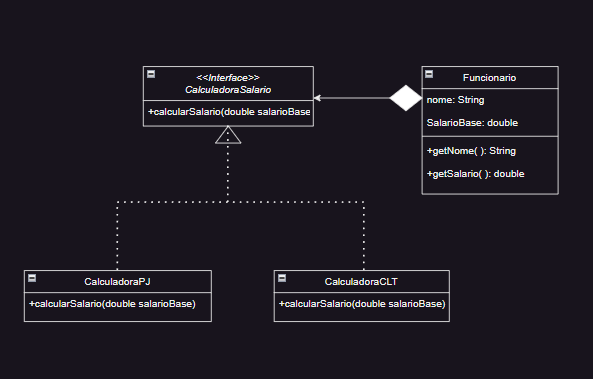 <<Interface>>
CalculadoraSalario
+calcularSalario(double salarioBase
Funcionario
nome: String
SalarioBase: double
+getNome( ): String
+getSalario( ): double
CalculadoraPJ
+calcularSalario(double salarioBase)
CalculadoraCLT
+calcularSalario(double salarioBase)